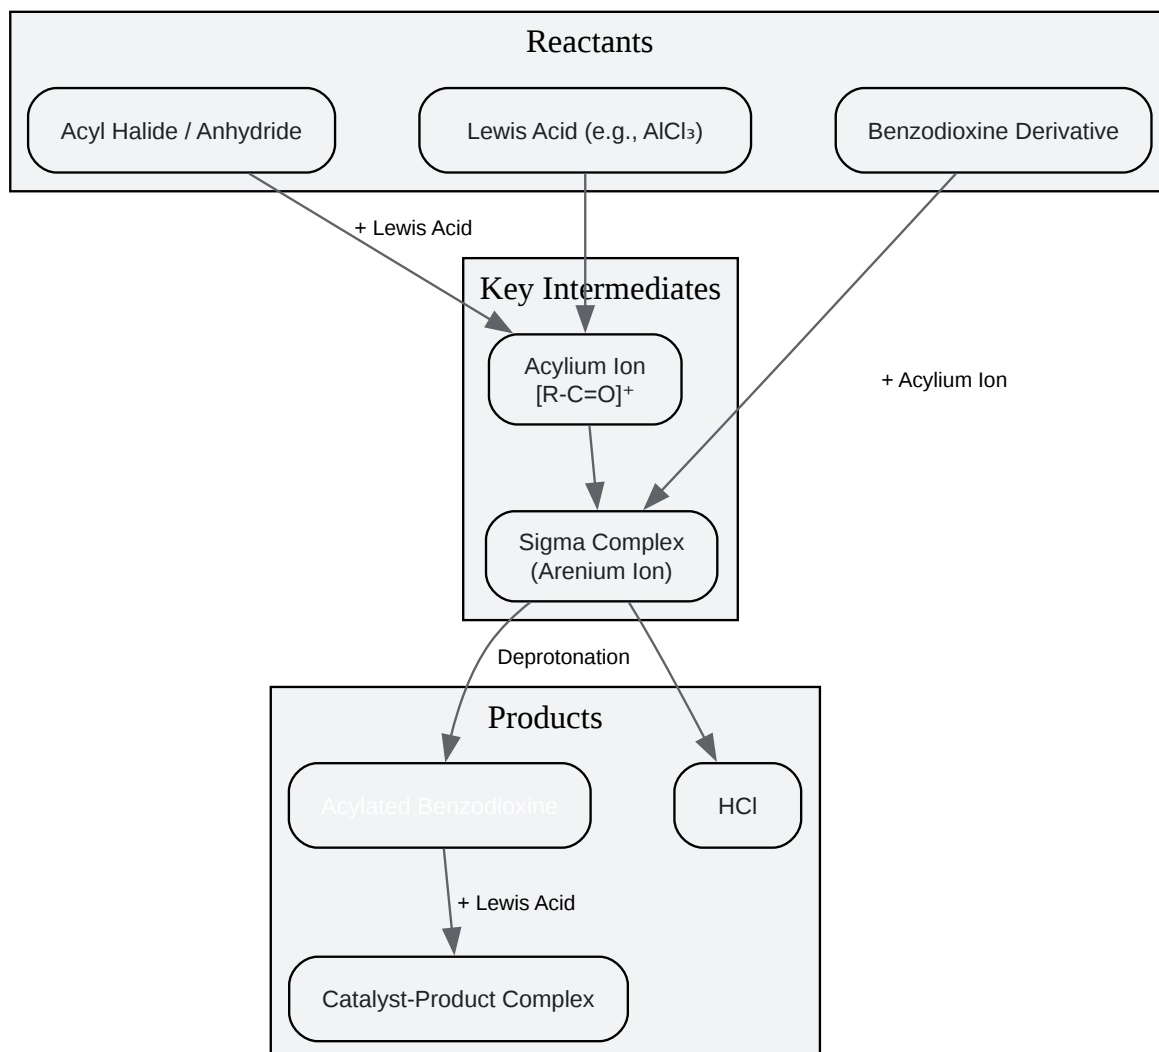 Reactants
Acyl Halide / Anhydride
Lewis Acid (e.g., AlCl₃)
Benzodioxine Derivative
+ Lewis Acid
Key Intermediates
Acylium Ion
[R-C=O]⁺
+ Acylium Ion
Sigma Complex
(Arenium Ion)
Deprotonation
Products
Acylated Benzodioxine
HCl
+ Lewis Acid
Catalyst-Product Complex